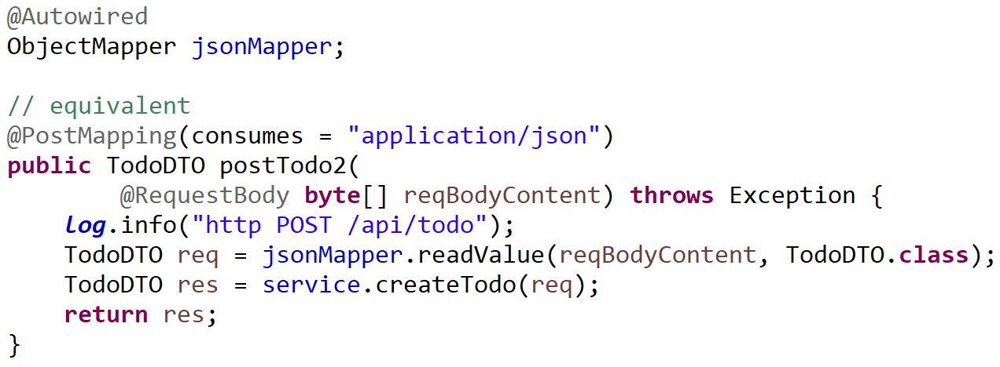 @Autowired
ObjectMapper jsonMapper;

// equivalent
@PostMapping(consumes = "application/json")
public TodoDTO postTodo2(
        @RequestBody byte[] reqBodyContent) throws Exception {
    log.info("http POST /api/todo");
    TodoDTO req = jsonMapper.readValue(reqBodyContent, TodoDTO.class);
    TodoDTO res = service.createTodo(req);
    return res;
}